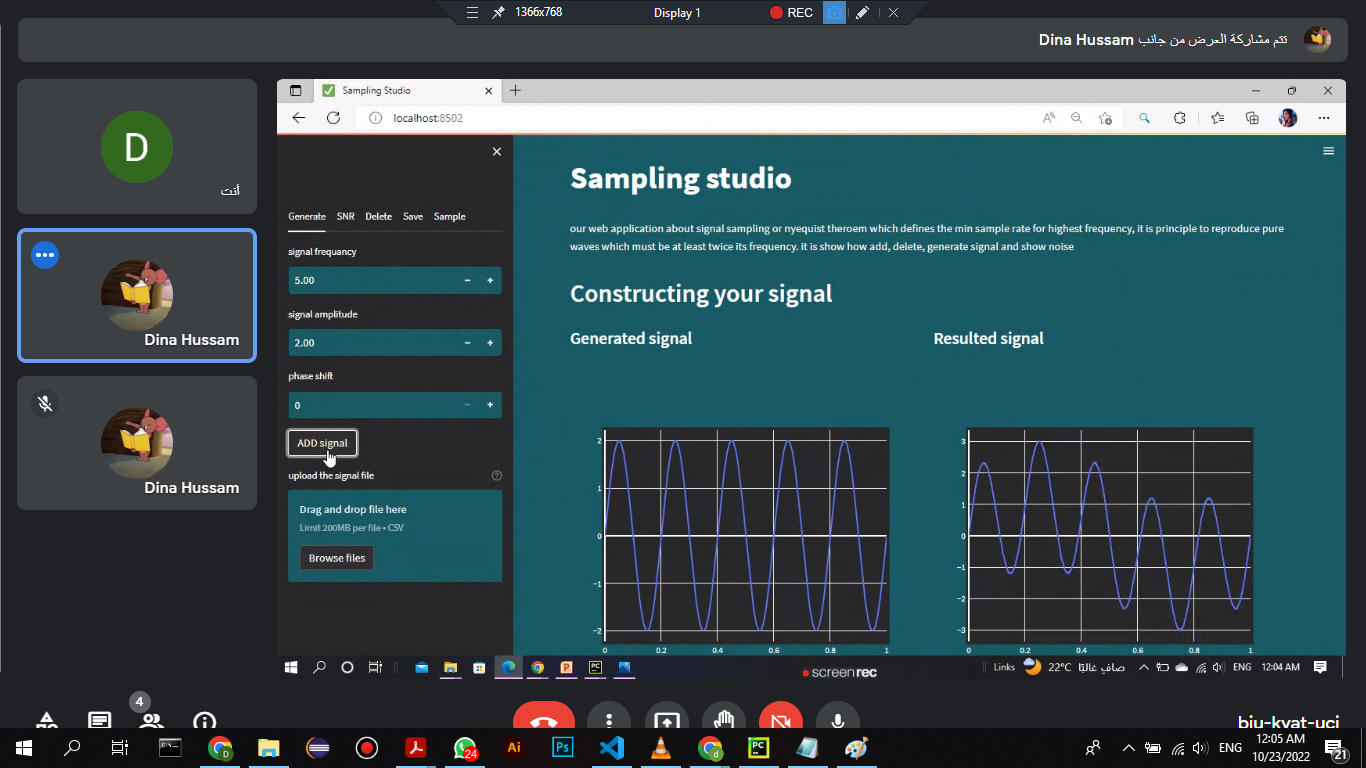 1366x768
Display 1
REC
تتم مشاركة العرض من جانب Dina Hussam
D
أنت
Dina Hussam
Dina Hussam
Sampling Studio
localhost:8502
Generate SNR Delete Save Sample
signal frequancy
5.00
signal amplitude
2.00
phase shift
0
ADD signal
upload the signal file
Drag and drop file here
Limit 200MB per file • CSV
Browse files
Sampling studio
our web application about signal sampling or nyequist theroem which defines the min sample rate for highest frequency, it is principle to reproduce pure
waves which must be at least twice its frequency. it is show how add, delete, generate signal and show noise
Constructing your signal
Generated signal
2
1
0
−1
−2
0 0.2 0.4 0.6 0.8 1
Resulted signal
3
2
1
0
−1
−2
−3
0 0.2 0.4 0.6 0.8 1
screenrec
Links
22°C صاف غالبًا
ENG
12:04 AM
4
biu-kvat-uci
24
Ai
Ps
PC
ENG
12:05 AM
10/23/2022
21